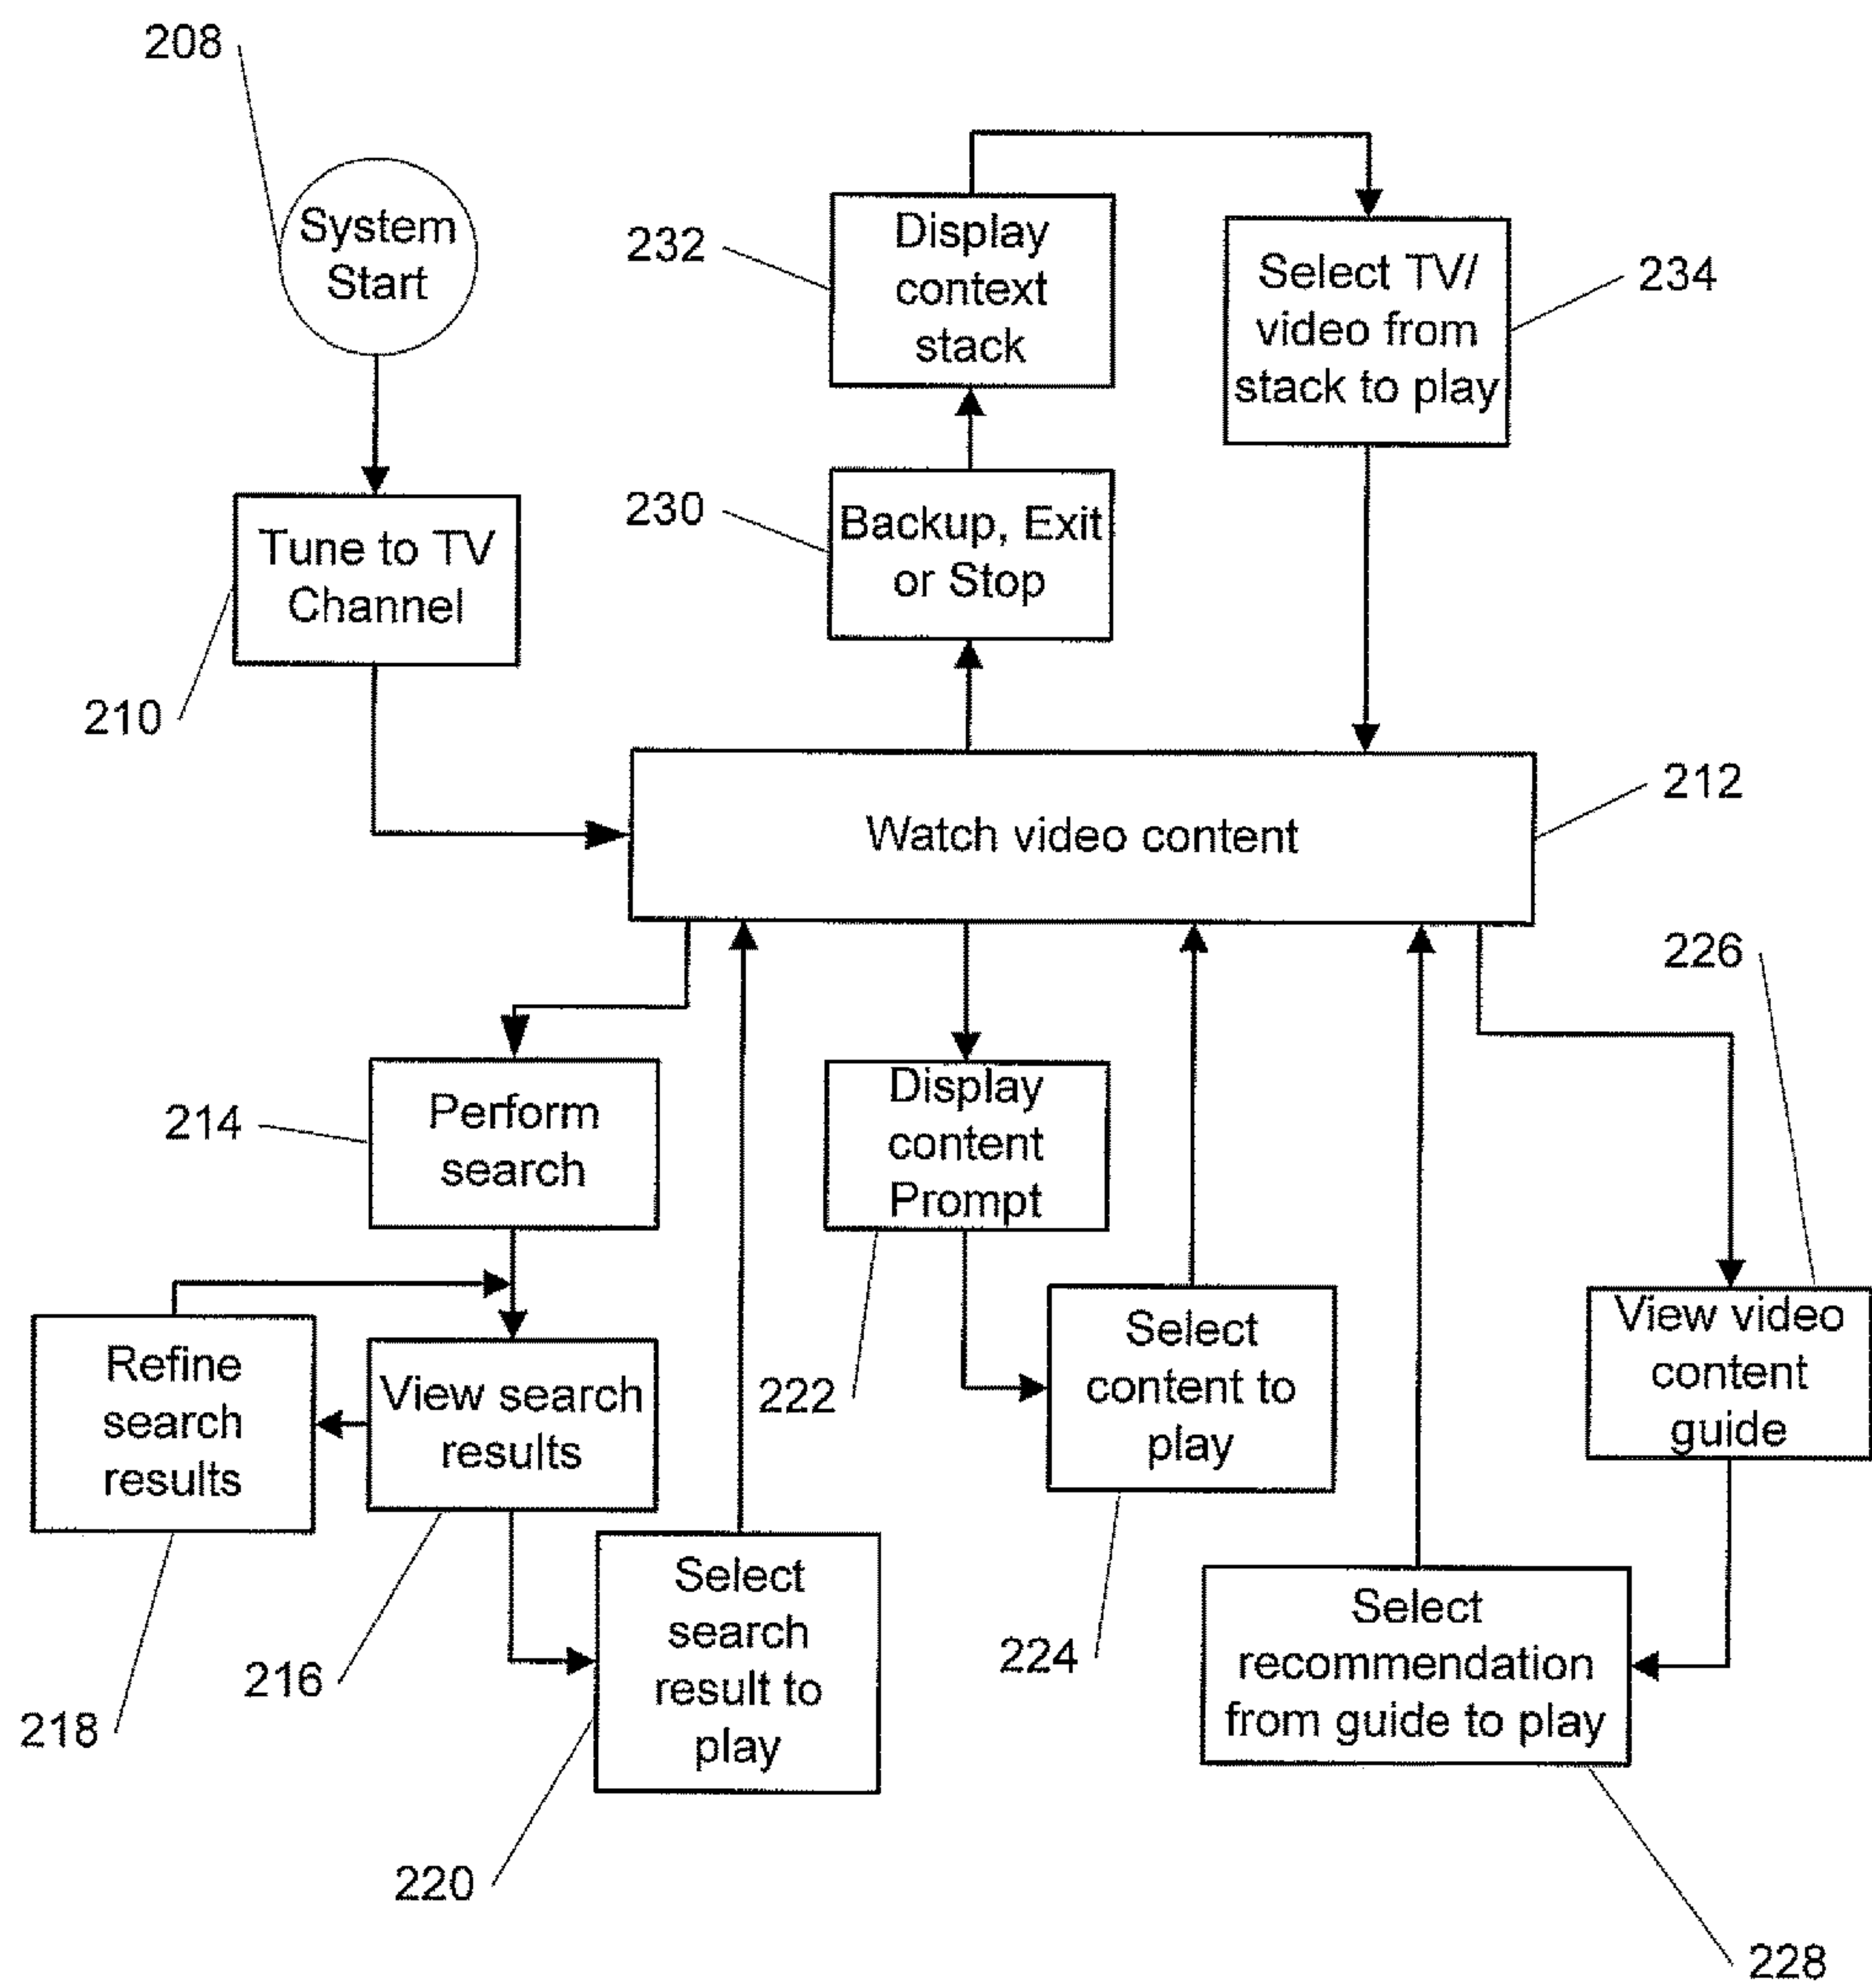 208
System
Start
232
Display
context
stack
Select TV/
video from
stack to play
234
230
Backup, Exit
or Stop
Tune to TV
Channel
210
212
Watch video content
226
214
Perform
search
Display
content
Prompt
222
Refine
search
results
View search
results
Select
content to
play
View video
content
guide
218
216
Select
search
result to
play
224
Select
recommendation
from guide to play
220
228